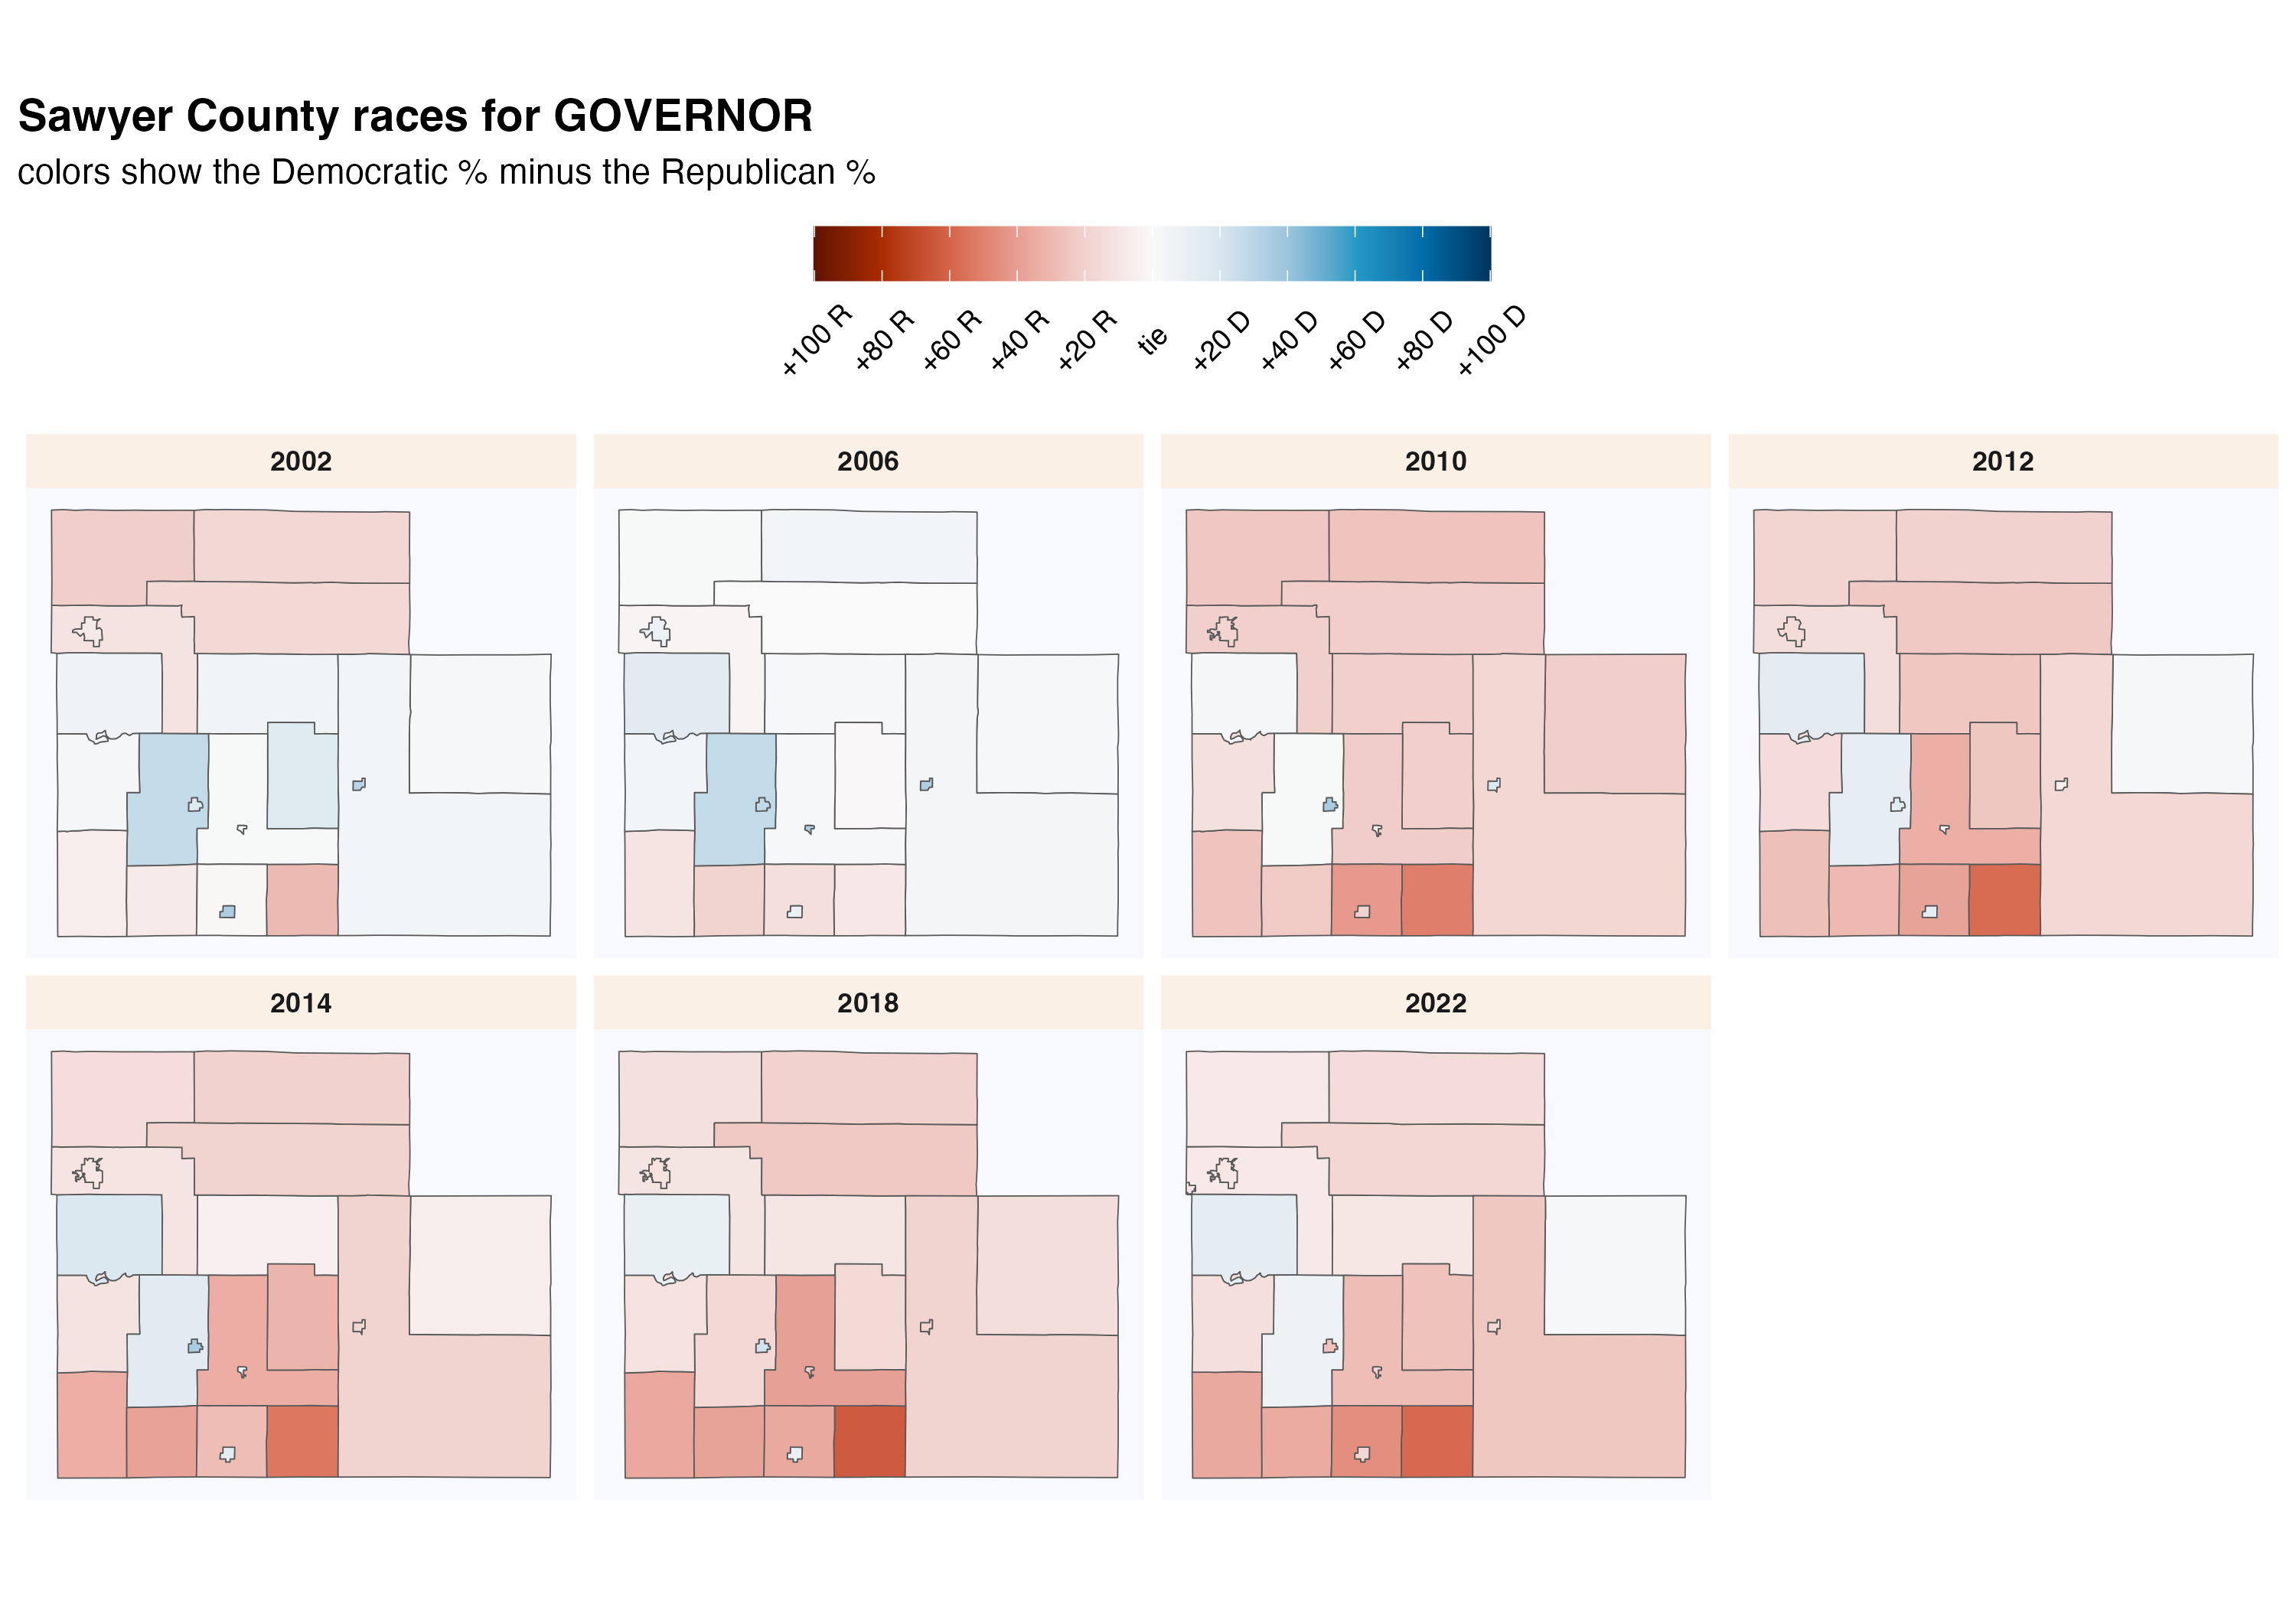 Sawyer County races for GOVERNOR
colors show the Democratic % minus the Republican %
+100 R
+80 R
+60 R
+40 R
+20 R
tie
+20 D
+40 D
+60 D
+80 D
+100 D
2002
2006
2010
2012
2014
2018
2022